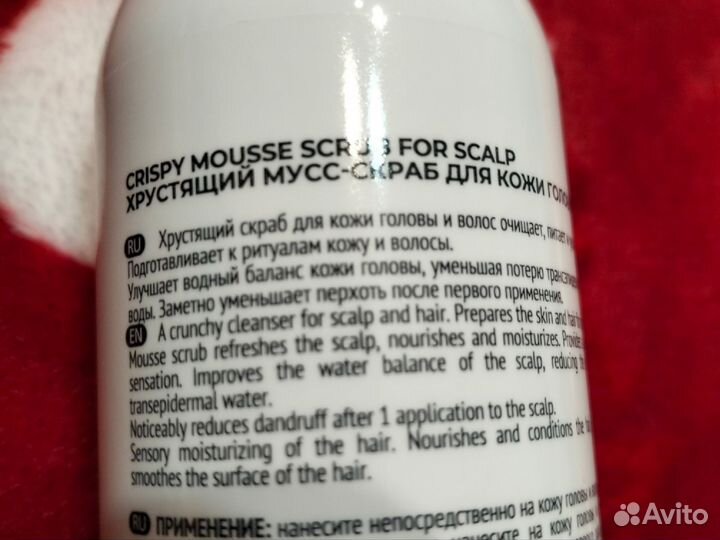 CRISPY MOUSSE SCRUB FOR SCALP
ХРУСТЯЩИЙ МУСС-СКРАБ ДЛЯ КОЖИ
RU Хрустящий скраб для кожи головы и волос очищает, питает и
Подготавливает к ритуалам кожу и волосы.
Улучшает водный баланс кожи головы, уменьшая потерю
воды. Заметно уменьшает перхоть после первого применения.
EN A crunchy cleanser for scalp and hair. Prepares the skin and hair
Mousse scrub refreshes the scalp, nourishes and moisturizes.
sensation. Improves the water balance of the scalp, reducing the
transepidermal water.
Noticeably reduces dandruff after 1 application to the scalp.
Sensory moisturizing of the hair. Nourishes and conditions the
smoothes the surface of the hair.
RU ПРИМЕНЕНИЕ: нанесите непосредственно на кожу головы и
на кожу головы
Avito